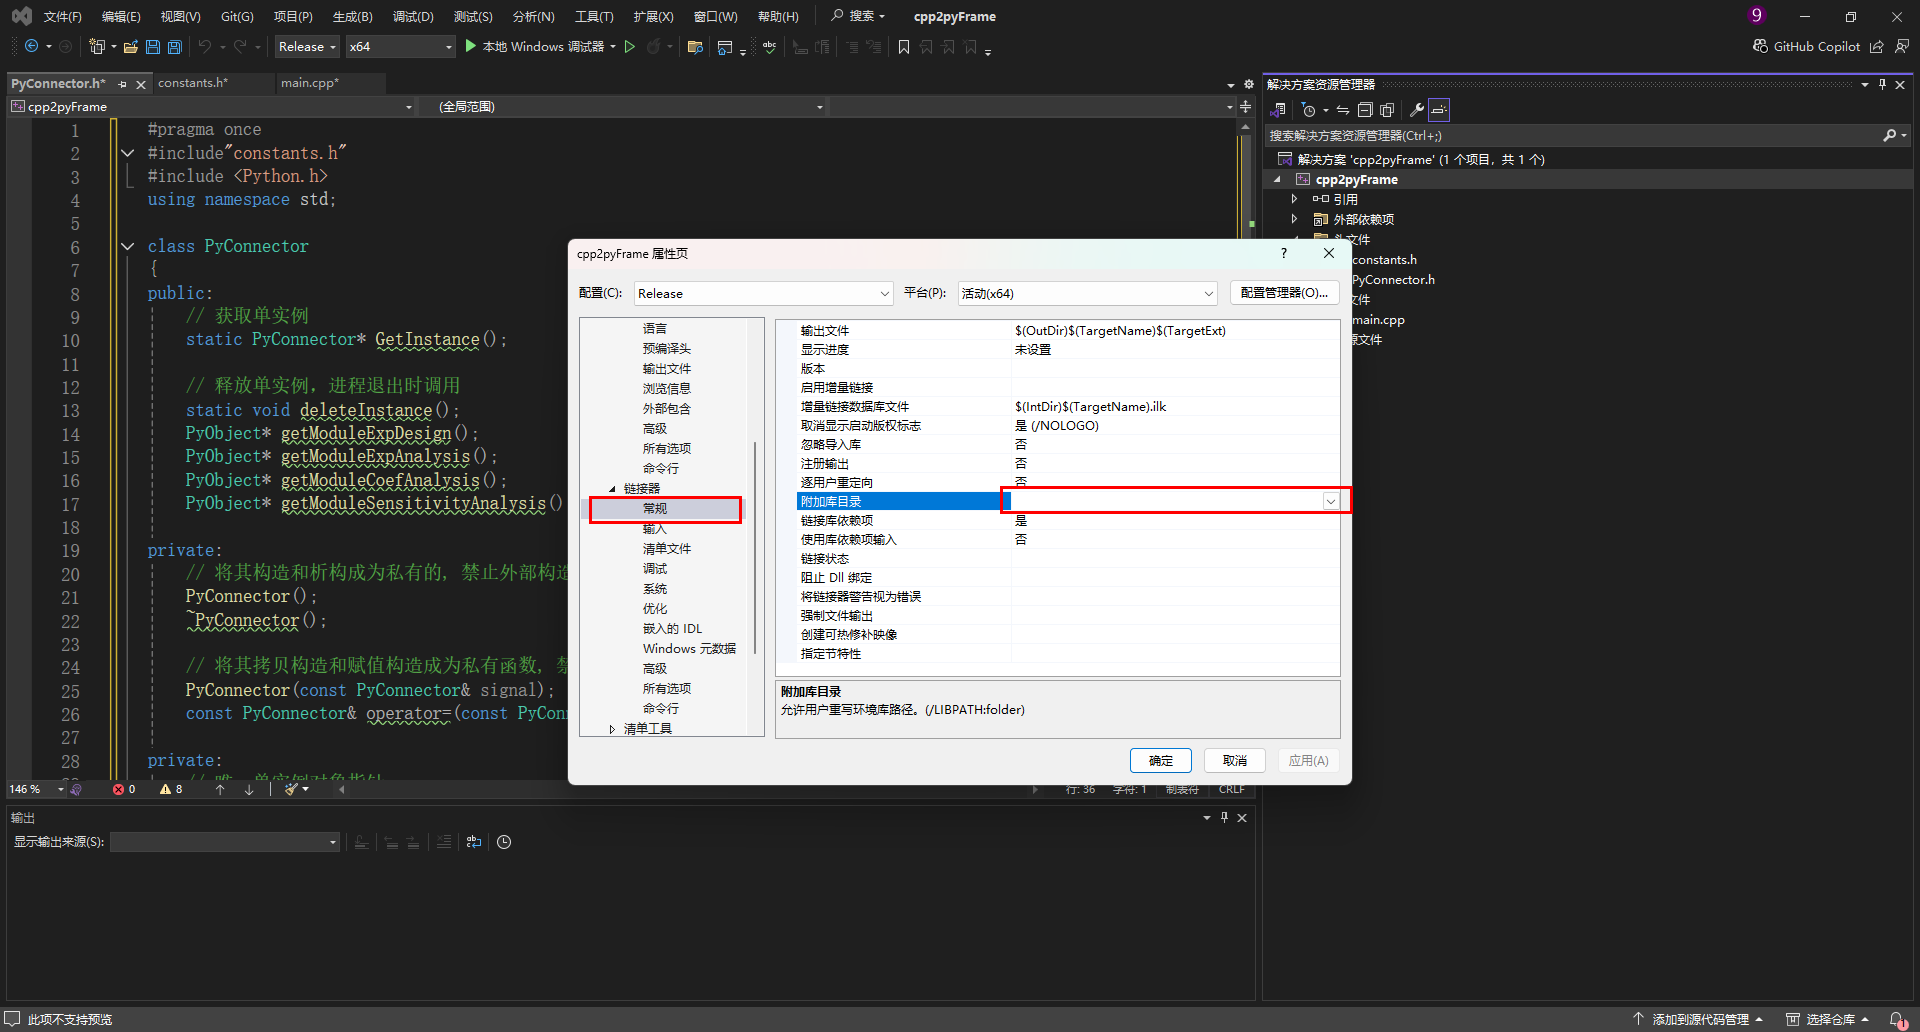 文件(F) 编辑(E) 视图(V) Git(G) 项目(P) 生成(B) 调试(D) 测试(S) 分析(N) 工具(T) 扩展(X) 窗口(W) 帮助(H) 搜索 cpp2pyFrame 9
Release x64 本地 Windows 调试器 GitHub Copilot
PyConnector.h* constants.h* main.cpp*
cpp2pyFrame (全局范围)
1 #pragma once
2 #include"constants.h"
3 #include <Python.h>
4 using namespace std;
5
6 class PyConnector
7 {
8 public:
9 // 获取单实例
10 static PyConnector* GetInstance();
11
12 // 释放单实例，进程退出时调用
13 static void deleteInstance();
14 PyObject* getModuleExpDesign();
15 PyObject* getModuleExpAnalysis();
16 PyObject* getModuleCoefAnalysis();
17 PyObject* getModuleSensitivityAnalysis()
18
19 private:
20 // 将其构造和析构成为私有的, 禁止外部构造
21 PyConnector();
22 ~PyConnector();
23
24 // 将其拷贝构造和赋值构造成为私有函数, 禁
25 PyConnector(const PyConnector& signal);
26 const PyConnector& operator=(const PyConn
27
28 private:
// 唯一单实例对象指针
146 % 0 8 行: 36 字符: 1 制表符 CRLF
输出
显示输出来源(S):
解决方案资源管理器
搜索解决方案资源管理器(Ctrl+;)
解决方案 'cpp2pyFrame' (1 个项目，共 1 个)
cpp2pyFrame
引用
外部依赖项
头文件
constants.h
PyConnector.h
文件
main.cpp
源文件
cpp2pyFrame 属性页 ?
配置(C): Release 平台(P): 活动(x64) 配置管理器(O)...
语言
预编译头
输出文件
浏览信息
外部包含
高级
所有选项
命令行
链接器
常规
输入
清单文件
调试
系统
优化
嵌入的 IDL
Windows 元数据
高级
所有选项
命令行
清单工具
输出文件 $(OutDir)$(TargetName)$(TargetExt)
显示进度 未设置
版本
启用增量链接
增量链接数据库文件 $(IntDir)$(TargetName).ilk
取消显示启动版权标志 是 (/NOLOGO)
忽略导入库 否
注册输出 否
逐用户重定向 否
附加库目录
链接库依赖项 是
使用库依赖项输入 否
链接状态
阻止 Dll 绑定
将链接器警告视为错误
强制文件输出
创建可热修补映像
指定节特性
附加库目录
允许用户重写环境库路径。(/LIBPATH:folder)
确定 取消 应用(A)
此项不支持预览 添加到源代码管理 选择仓库 1